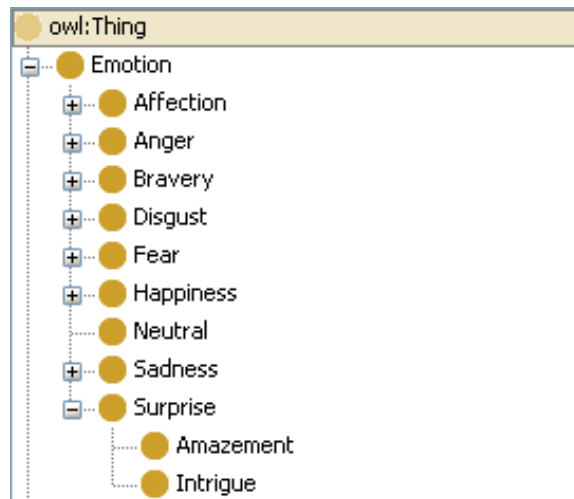 owl:Thing
Emotion
Affection
Anger
Bravery
Disgust
Fear
Happiness
Neutral
Sadness
Surprise
Amazement
Intrigue